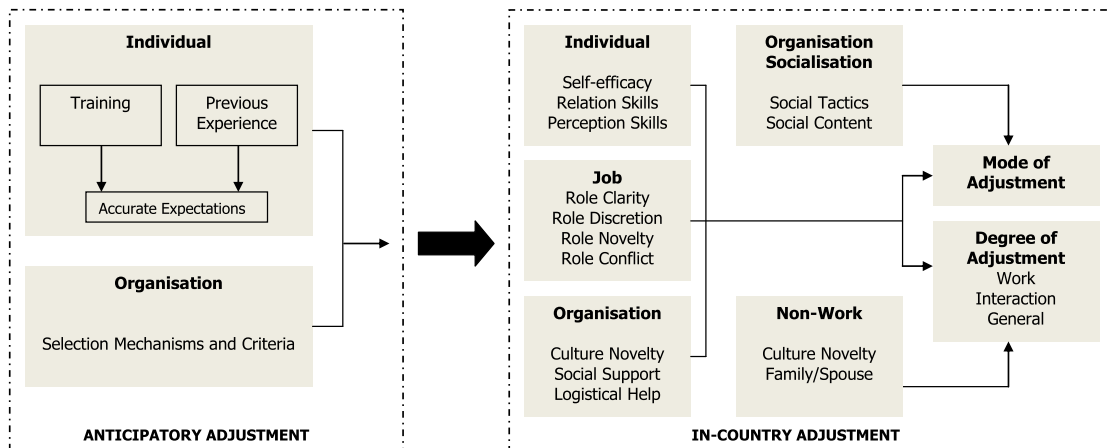 Individual
Training
Previous
Experience
Accurate Expectations
Organisation
Selection Mechanisms and Criteria
ANTICIPATORY ADJUSTMENT
Individual
Self-efficacy
Relation Skills
Perception Skills
Job
Role Clarity
Role Discretion
Role Novelty
Role Conflict
Organisation
Culture Novelty
Social Support
Logistical Help
Organisation
Socialisation
Social Tactics
Social Content
Non-Work
Culture Novelty
Family/Spouse
Mode of
Adjustment
Degree of
Adjustment
Work
Interaction
General
IN-COUNTRY ADJUSTMENT